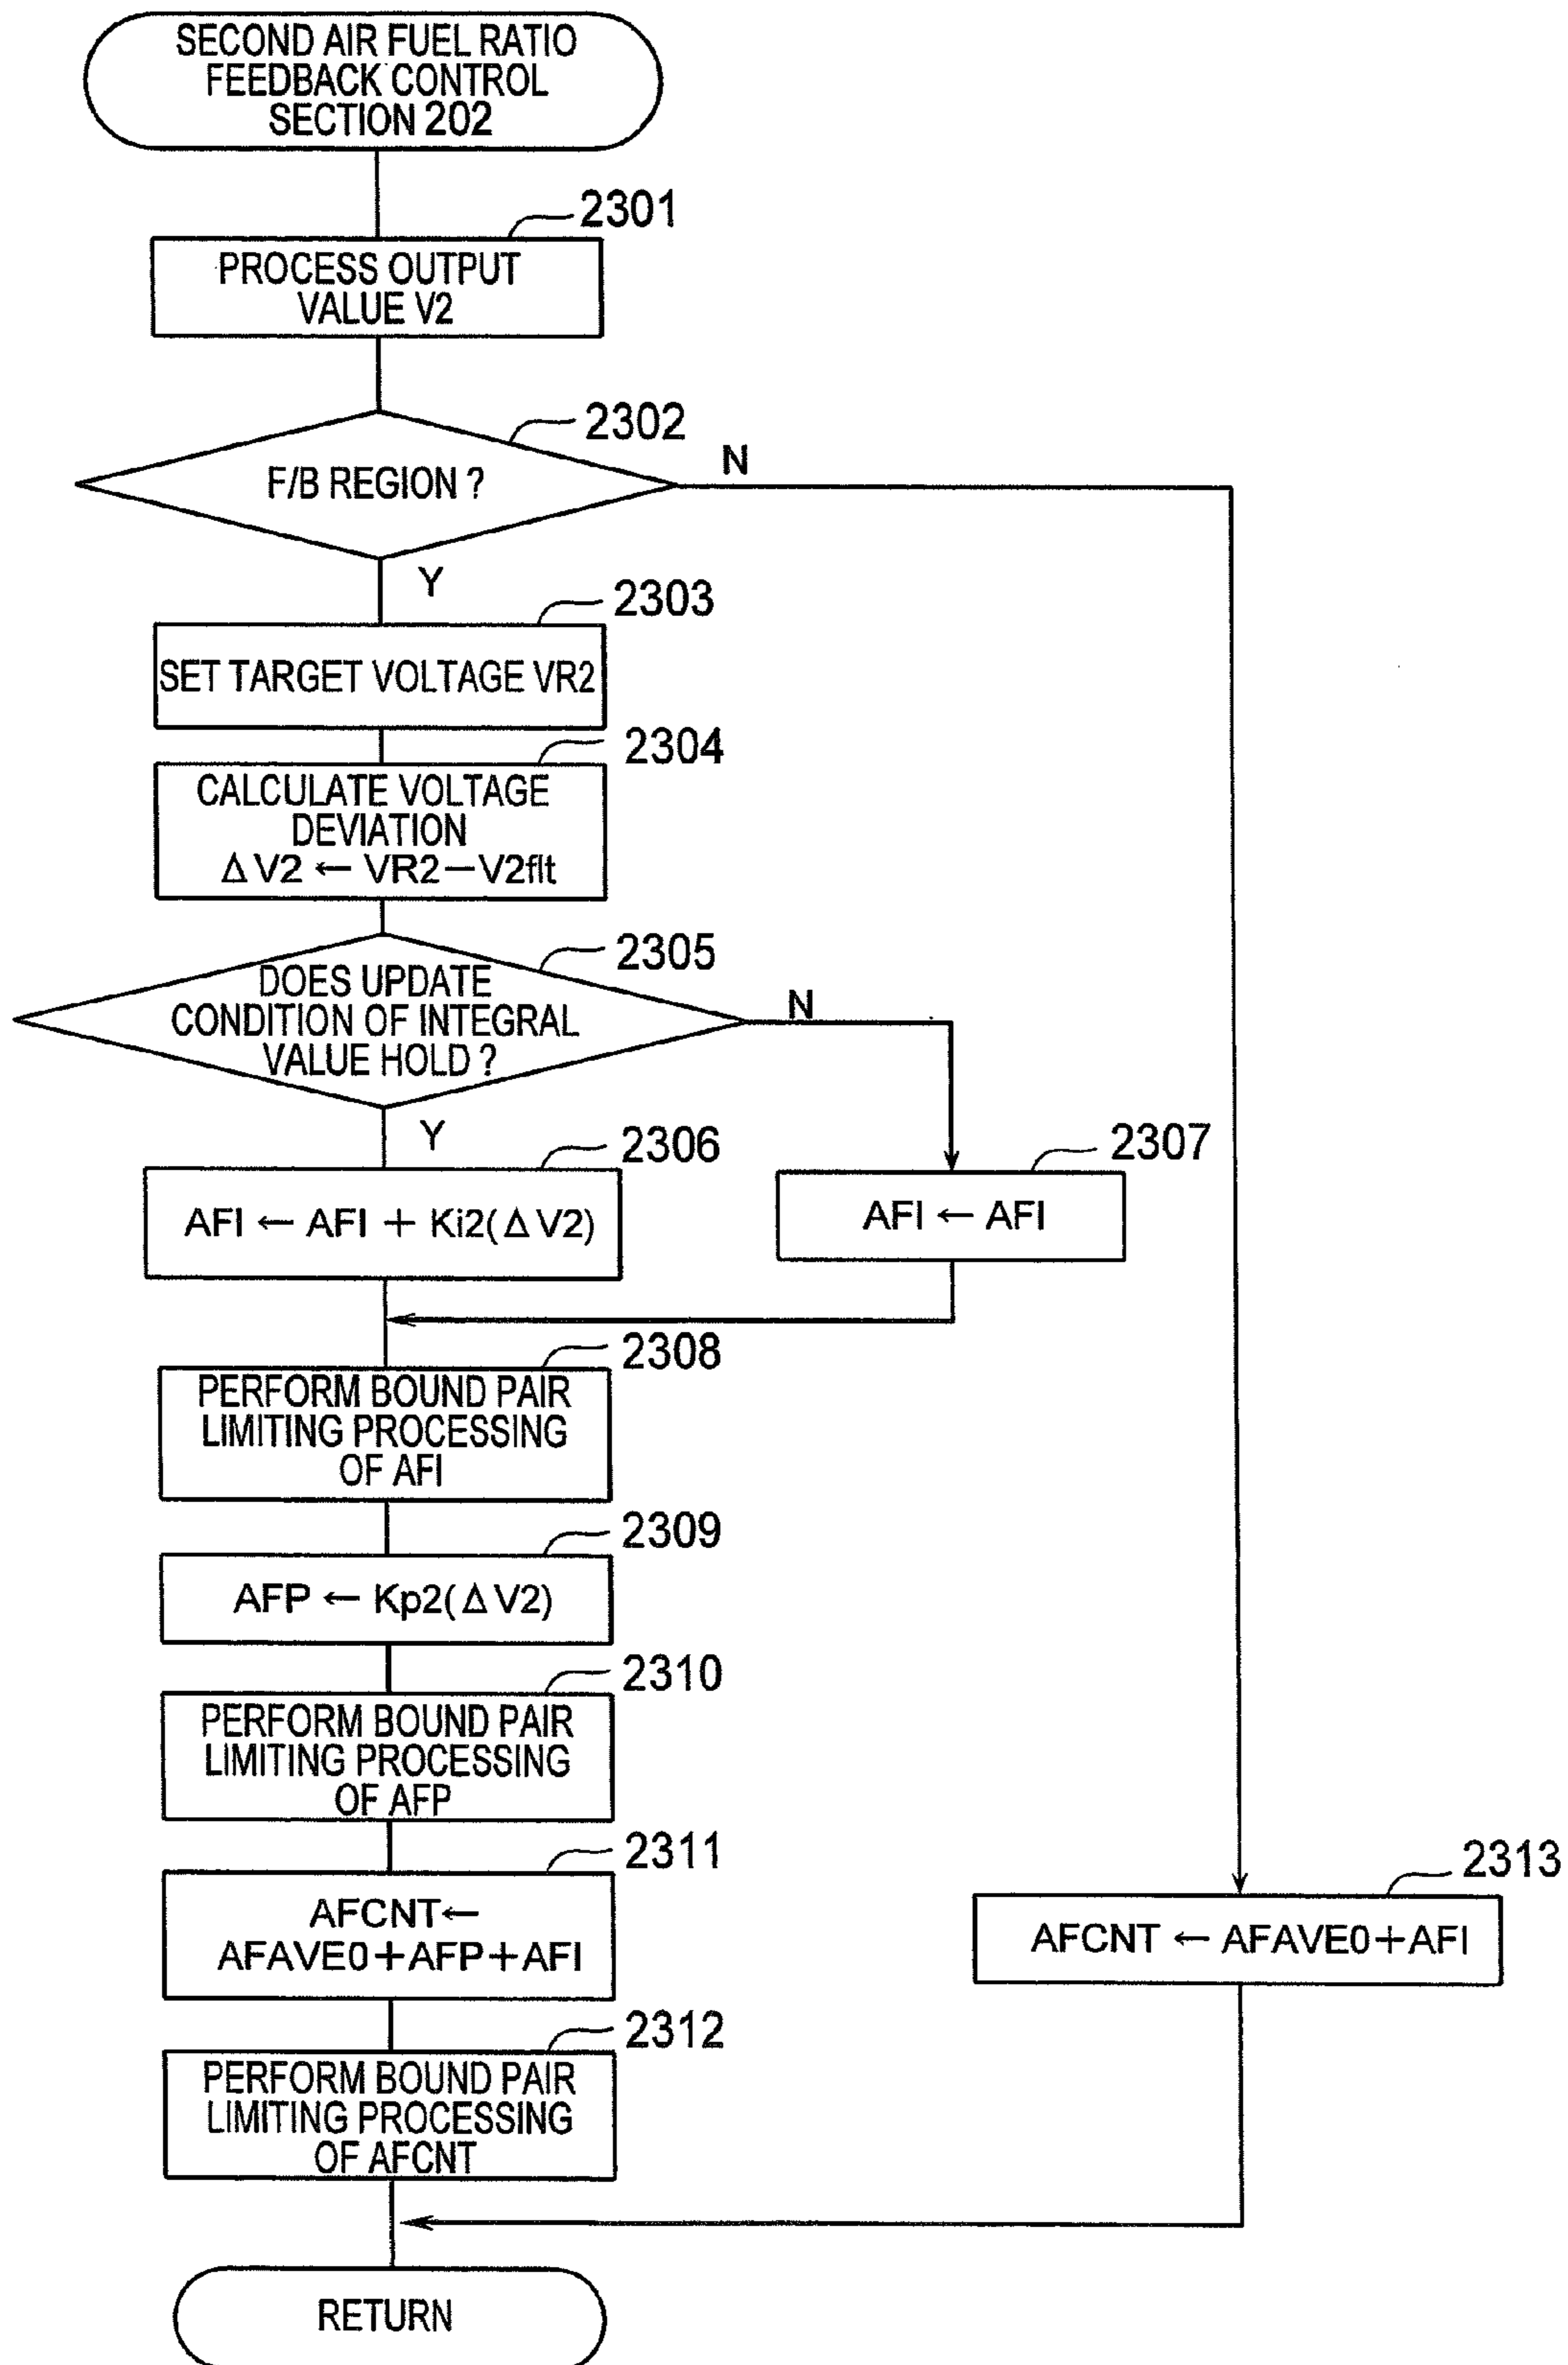 SECOND AIR FUEL RATIO
FEEDBACK CONTROL
SECTION 202
2301
PROCESS OUTPUT
VALUE V2
2302
F/B REGION ?
N
Y
2303
SET TARGET VOLTAGE VR2
2304
CALCULATE VOLTAGE
DEVIATION
ΔV2 ← VR2−V2flt
2305
DOES UPDATE
CONDITION OF INTEGRAL
VALUE HOLD ?
N
Y
2306
AFI ← AFI + Ki2(ΔV2)
2307
AFI ← AFI
2308
PERFORM BOUND PAIR
LIMITING PROCESSING
OF AFI
2309
AFP ← Kp2(ΔV2)
2310
PERFORM BOUND PAIR
LIMITING PROCESSING
OF AFP
2311
AFCNT←
AFAVE0+AFP+AFI
2313
AFCNT ← AFAVE0+AFI
2312
PERFORM BOUND PAIR
LIMITING PROCESSING
OF AFCNT
RETURN